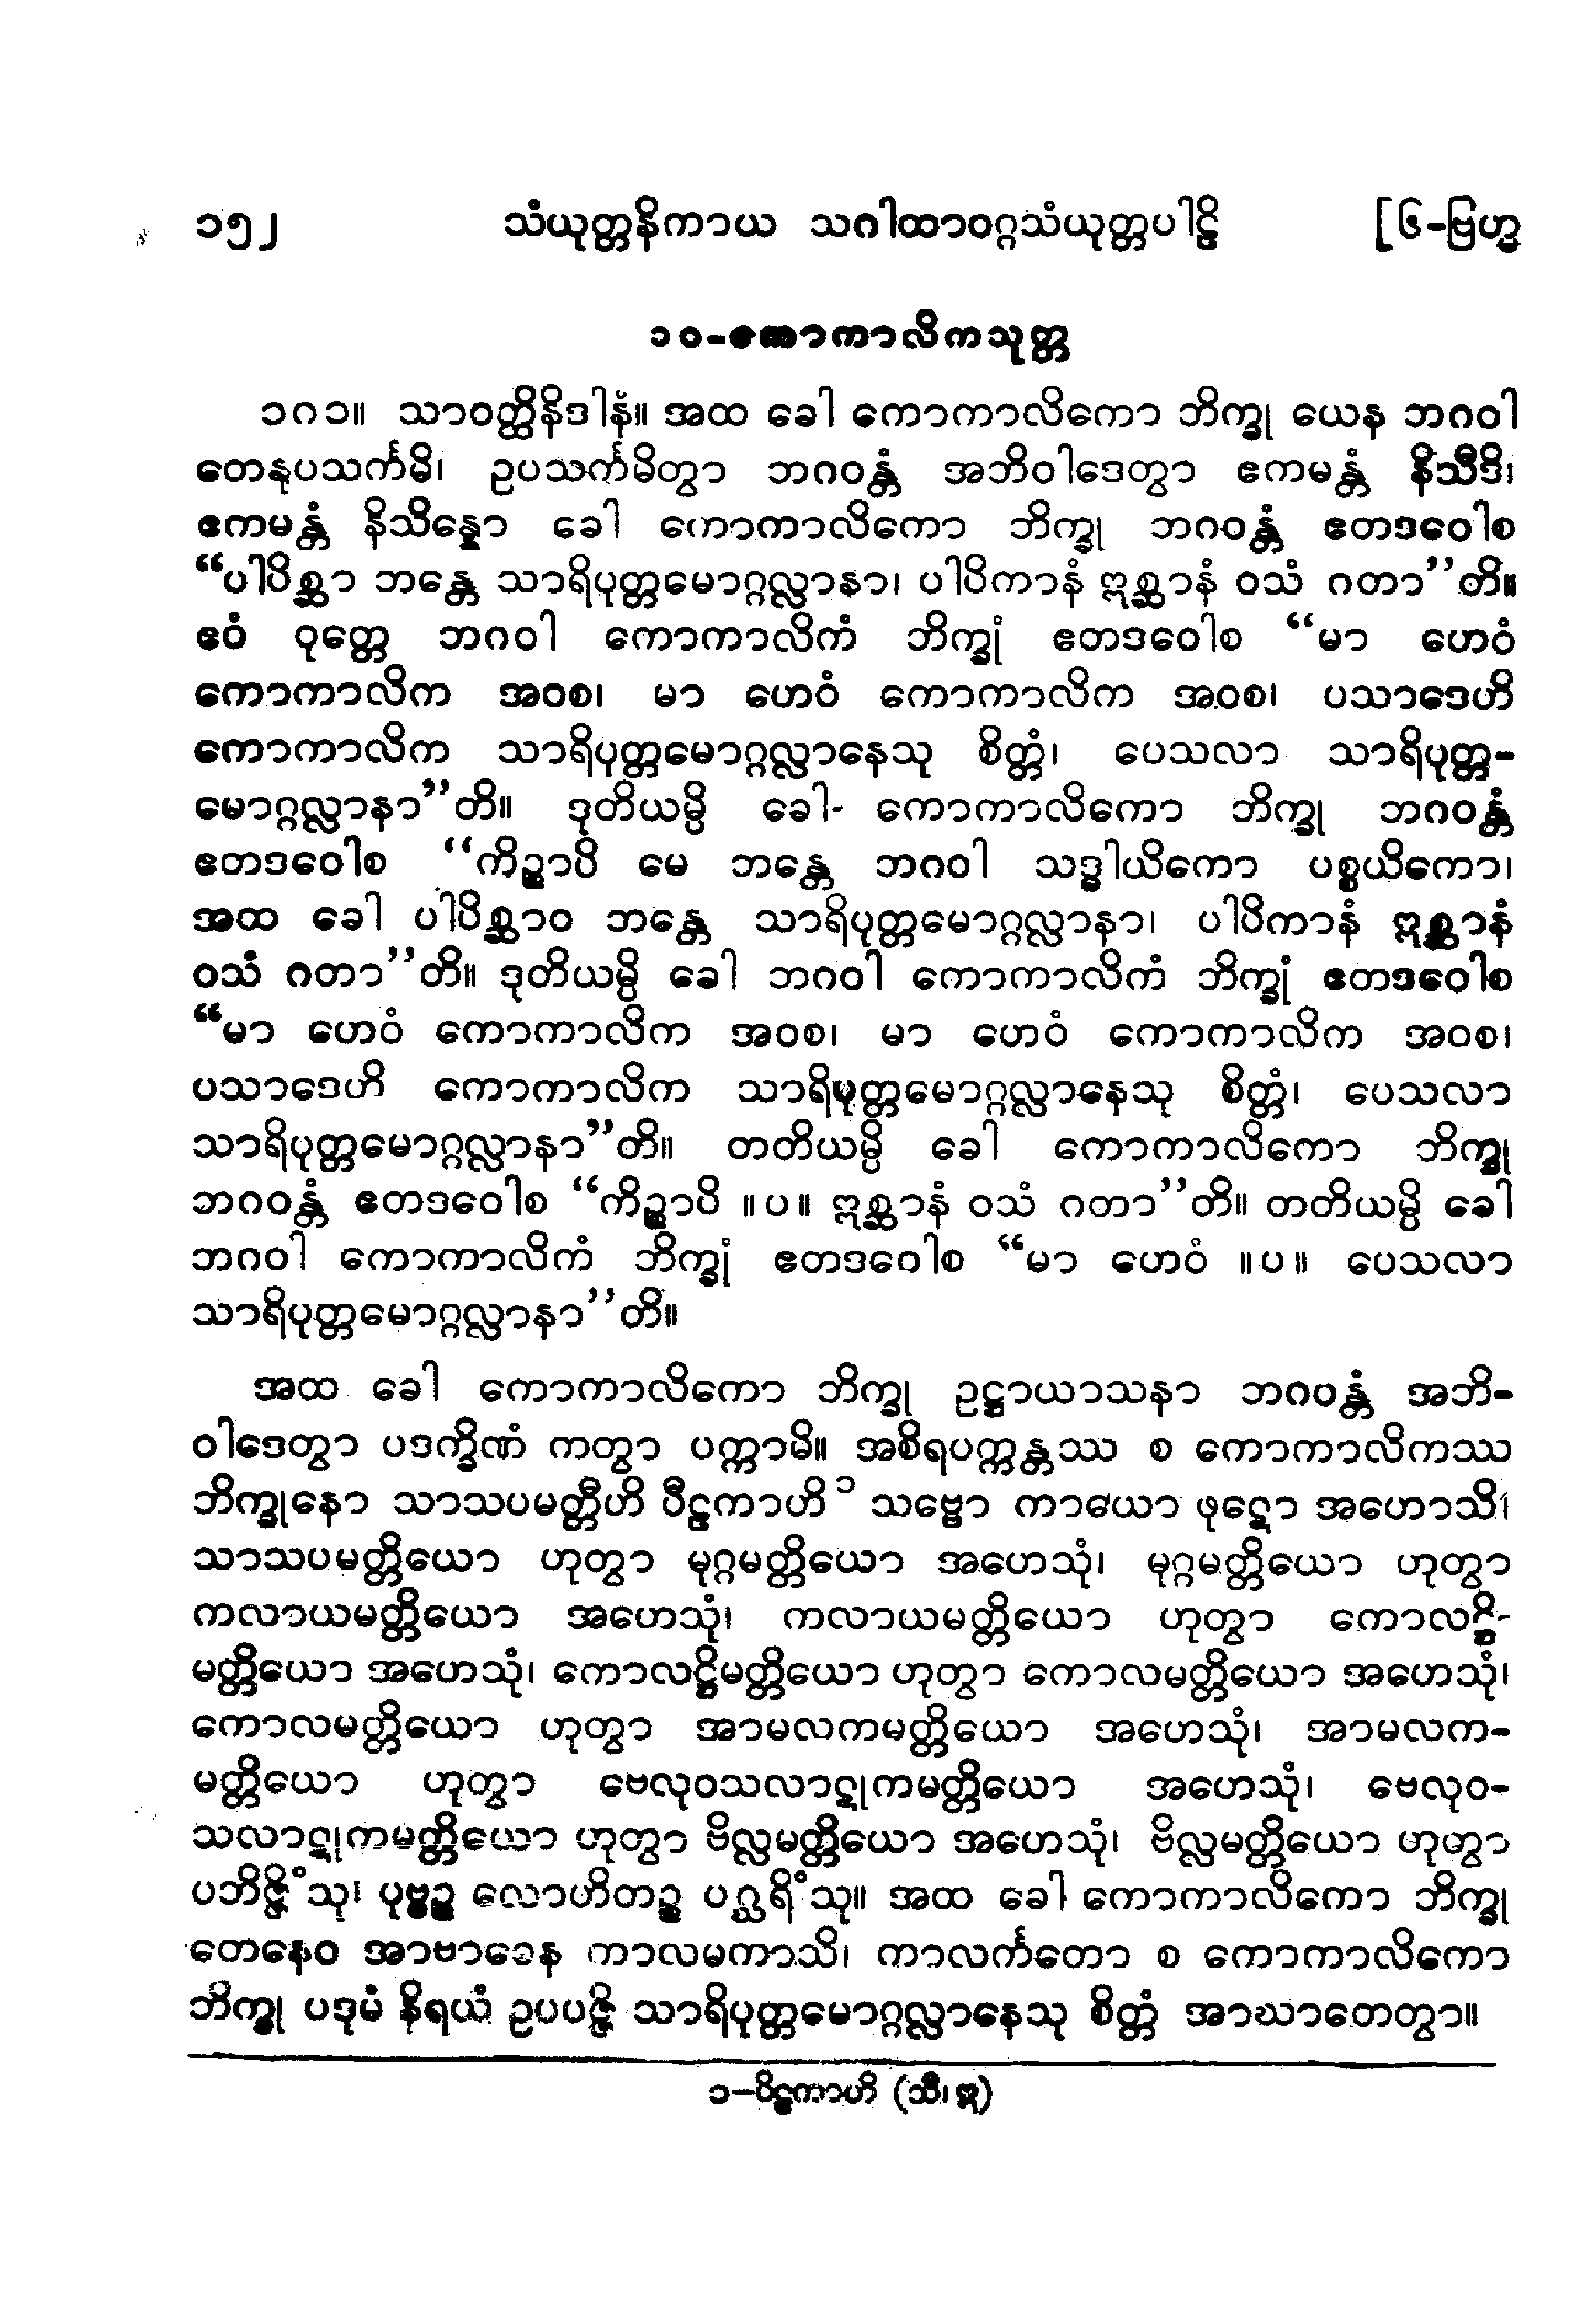 ၁၅၂ သံယုတ္တနိကာယ သဂါထာဝဂ္ဂသံယုတ္တပါဠိ [၆-ဗြဟ္မ
၁၀-ကောကာလိကသုတ္တ
၁၈၁။ သာဝတ္ထိနိဒါနံ။ အထ ခေါ ကောကာလိကော ဘိက္ခု ယေန ဘဂဝါ
တေနုပသင်္ကမိ၊ ဥပသင်္ကမိတွာ ဘဂဝန္တံ အဘိဝါဒေတွာ ဧကမန္တံ နိသီဒိ၊
ဧကမန္တံ နိသိန္နော ခေါ ကောကာလိကော ဘိက္ခု ဘဂဝန္တံ ဧတဒဝေါစ
“ပါပိစ္ဆာ ဘန္တေ သာရိပုတ္တမောဂ္ဂလ္လာနာ၊ ပါပိကာနံ ဣစ္ဆာနံ ဝသံ ဂတာ”တိ။
ဧဝံ ဝုတ္တေ ဘဂဝါ ကောကာလိကံ ဘိက္ခုံ ဧတဒဝေါစ “မာ ဟေဝံ
ကောကာလိက အဝစ၊ မာ ဟေဝံ ကောကာလိက အဝစ၊ ပသာဒေဟိ
ကောကာလိက သာရိပုတ္တမောဂ္ဂလ္လာနေသု စိတ္တံ၊ ပေသလာ သာရိပုတ္တ-
မောဂ္ဂလ္လာနာ”တိ။ ဒုတိယမ္ပိ ခေါ ကောကာလိကော ဘိက္ခု ဘဂဝန္တံ
ဧတဒဝေါစ “ကိဉ္စာပိ မေ ဘန္တေ ဘဂဝါ သဒ္ဓါယိကော ပစ္စယိကော၊
အထ ခေါ ပါပိစ္ဆာဝ ဘန္တေ သာရိပုတ္တမောဂ္ဂလ္လာနာ၊ ပါပိကာနံ ဣစ္ဆာနံ
ဝသံ ဂတာ”တိ။ ဒုတိယမ္ပိ ခေါ ဘဂဝါ ကောကာလိကံ ဘိက္ခုံ ဧတဒဝေါစ
“မာ ဟေဝံ ကောကာလိက အဝစ၊ မာ ဟေဝံ ကောကာလိက အဝစ၊
ပသာဒေဟိ ကောကာလိက သာရိပုတ္တမောဂ္ဂလ္လာနေသု စိတ္တံ၊ ပေသလာ
သာရိပုတ္တမောဂ္ဂလ္လာနာ”တိ။ တတိယမ္ပိ ခေါ ကောကာလိကော ဘိက္ခု
ဘဂဝန္တံ ဧတဒဝေါစ “ကိဉ္စာပိ ။ပ။ ဣစ္ဆာနံ ဝသံ ဂတာ”တိ။ တတိယမ္ပိ ခေါ
ဘဂဝါ ကောကာလိကံ ဘိက္ခုံ ဧတဒဝေါစ “မာ ဟေဝံ ။ပ။ ပေသလာ
သာရိပုတ္တမောဂ္ဂလ္လာနာ”တိ။
အထ ခေါ ကောကာလိကော ဘိက္ခု ဥဋ္ဌာယာသနာ ဘဂဝန္တံ အဘိ-
ဝါဒေတွာ ပဒက္ခိဏံ ကတွာ ပက္ကာမိ။ အစိရပက္ကန္တဿ စ ကောကာလိကဿ
ဘိက္ခုနော သာသပမတ္တီဟိ ပီဠကာဟိ ၁ သဗ္ဗော ကာယော ဖုဋ္ဌော အဟောသိ၊
သာသပမတ္တိယော ဟုတွာ မုဂ္ဂမတ္တိယော အဟေသုံ၊ မုဂ္ဂမတ္တိယော ဟုတွာ
ကလာယမတ္တိယော အဟေသုံ၊ ကလာယမတ္တိယော ဟုတွာ ကောလဋ္ဌိ-
မတ္တိယော အဟေသုံ၊ ကောလဋ္ဌိမတ္တိယော ဟုတွာ ကောလမတ္တိယော အဟေသုံ၊
ကောလမတ္တိယော ဟုတွာ အာမလကမတ္တိယော အဟေသုံ၊ အာမလက-
မတ္တိယော ဟုတွာ ဗေလုဝသလာဋုကမတ္တိယော အဟေသုံ၊ ဗေလုဝ-
သလာဋုကမတ္တိယော ဟုတွာ ဗိလ္လမတ္တိယော အဟေသုံ၊ ဗိလ္လမတ္တိယော ဟုတွာ
ပဘိဇ္ဇိံသု၊ ပုဗ္ဗဉ္စ လောဟိတဉ္စ ပဂ္ဃရိံသု။ အထ ခေါ ကောကာလိကော ဘိက္ခု
တေနေဝ အာဗာဓေန ကာလမကာသိ၊ ကာလင်္ကတော စ ကောကာလိကော
ဘိက္ခု ပဒုမံ နိရယံ ဥပပဇ္ဇိ သာရိပုတ္တမောဂ္ဂလ္လာနေသု စိတ္တံ အာဃာတေတွာ။
၁-ပိဠကာဟိ (သီ၊ ဣ)